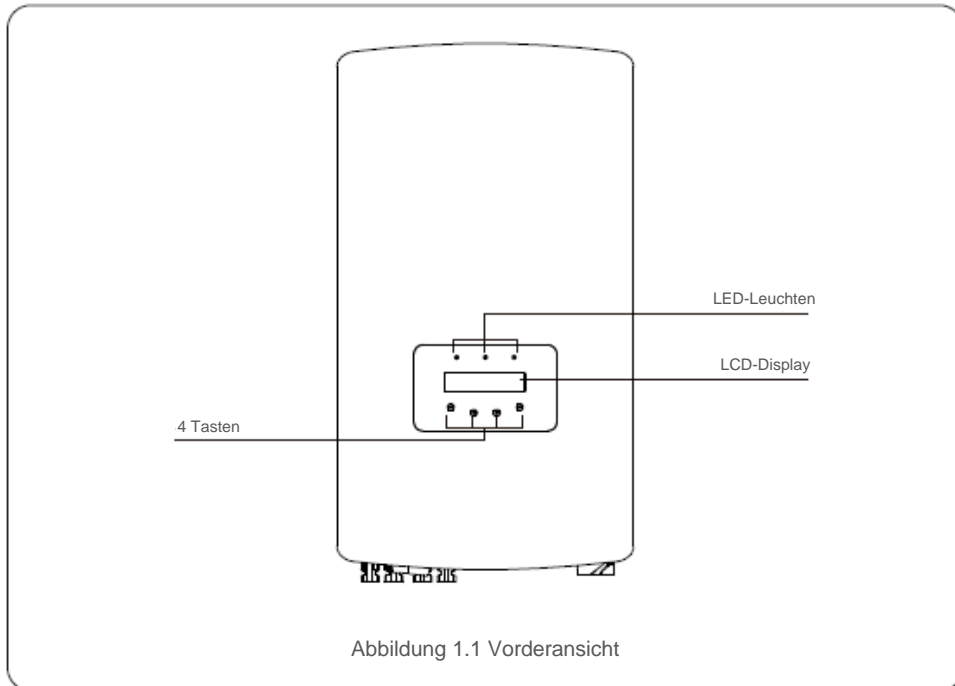 LED-Leuchten
LCD-Display
4 Tasten
Abbildung 1.1 Vorderansicht